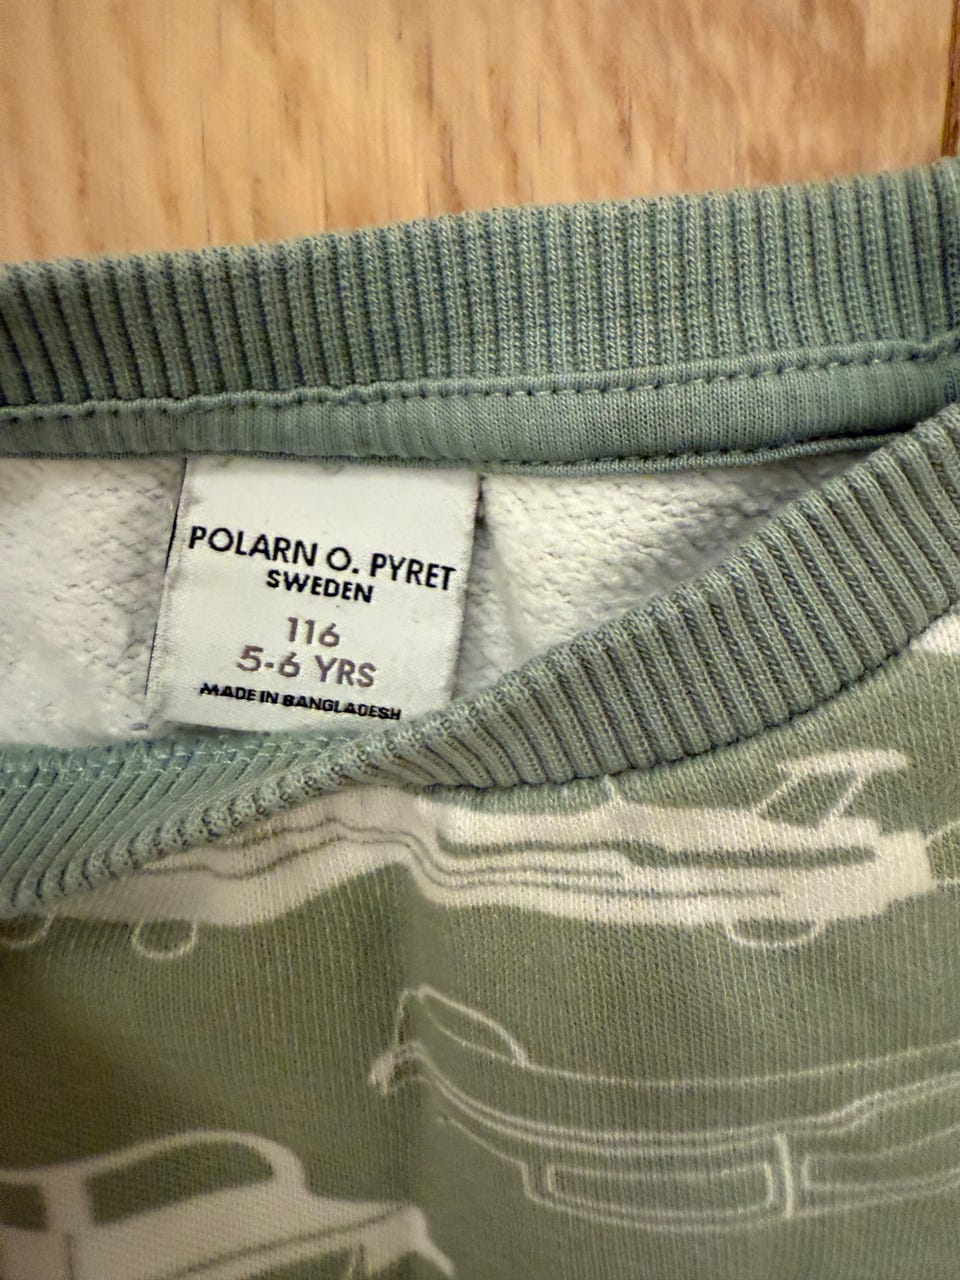 POLARN O. PYRET
SWEDEN
116
5-6 YRS
MADE IN BANGLADESH